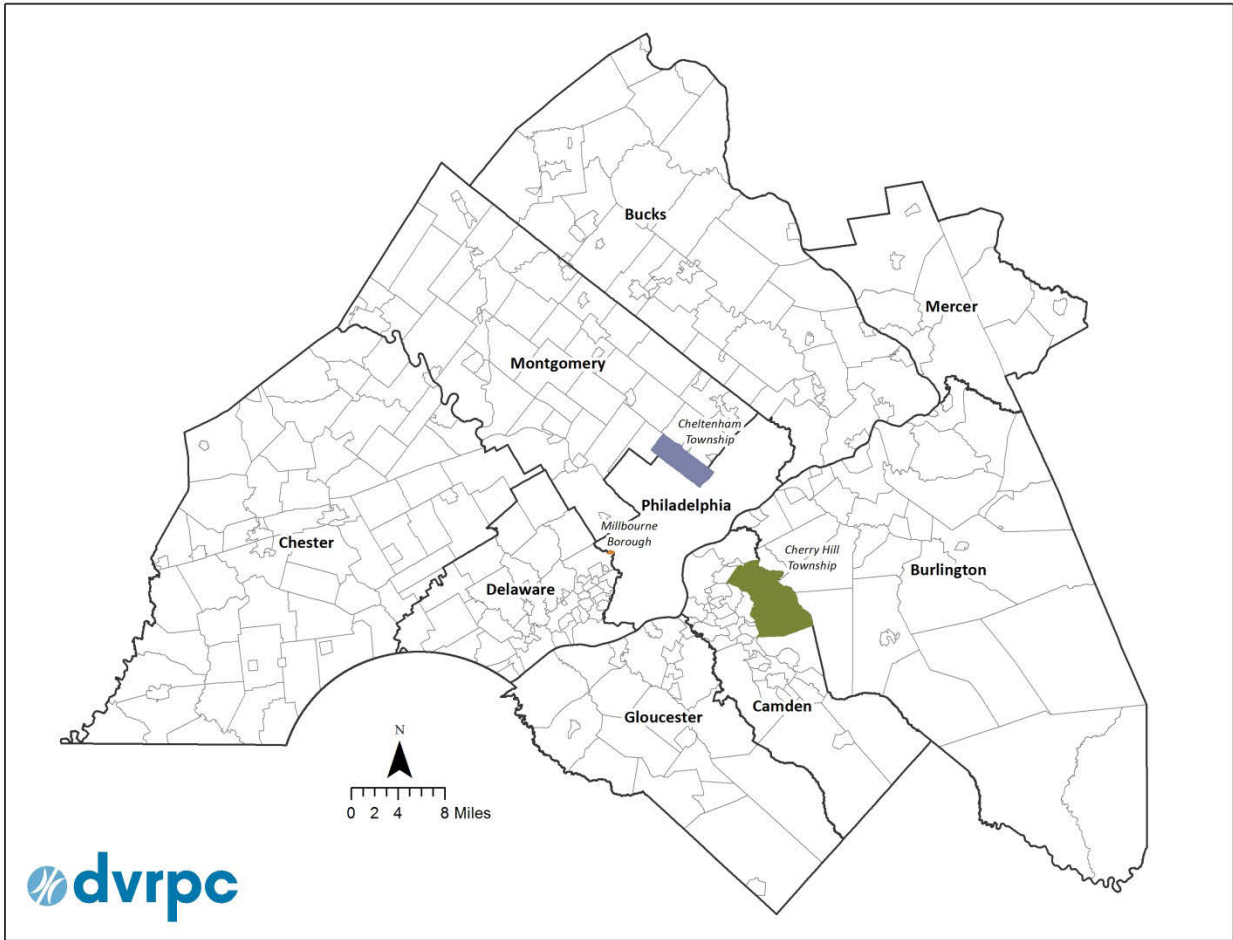 Bucks
Mercer
Montgomery
Cheltenham
Township
Philadelphia
Millbourne
Borough
Cherry Hill
Township
Chester
Burlington
Delaware
Camden
Gloucester
N
0 2 4 8 Miles
dvrpc